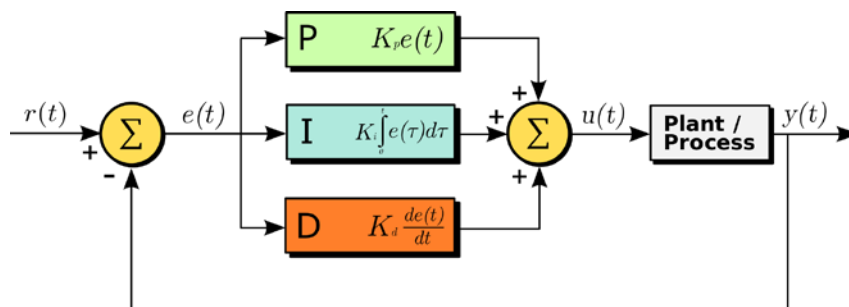 P K_p e(t)
r(t) e(t) + u(t) y(t)
Σ I K_i ∫_0^t e(τ)dτ + Σ Plant /
Process
+ - +
D K_d de(t)/dt